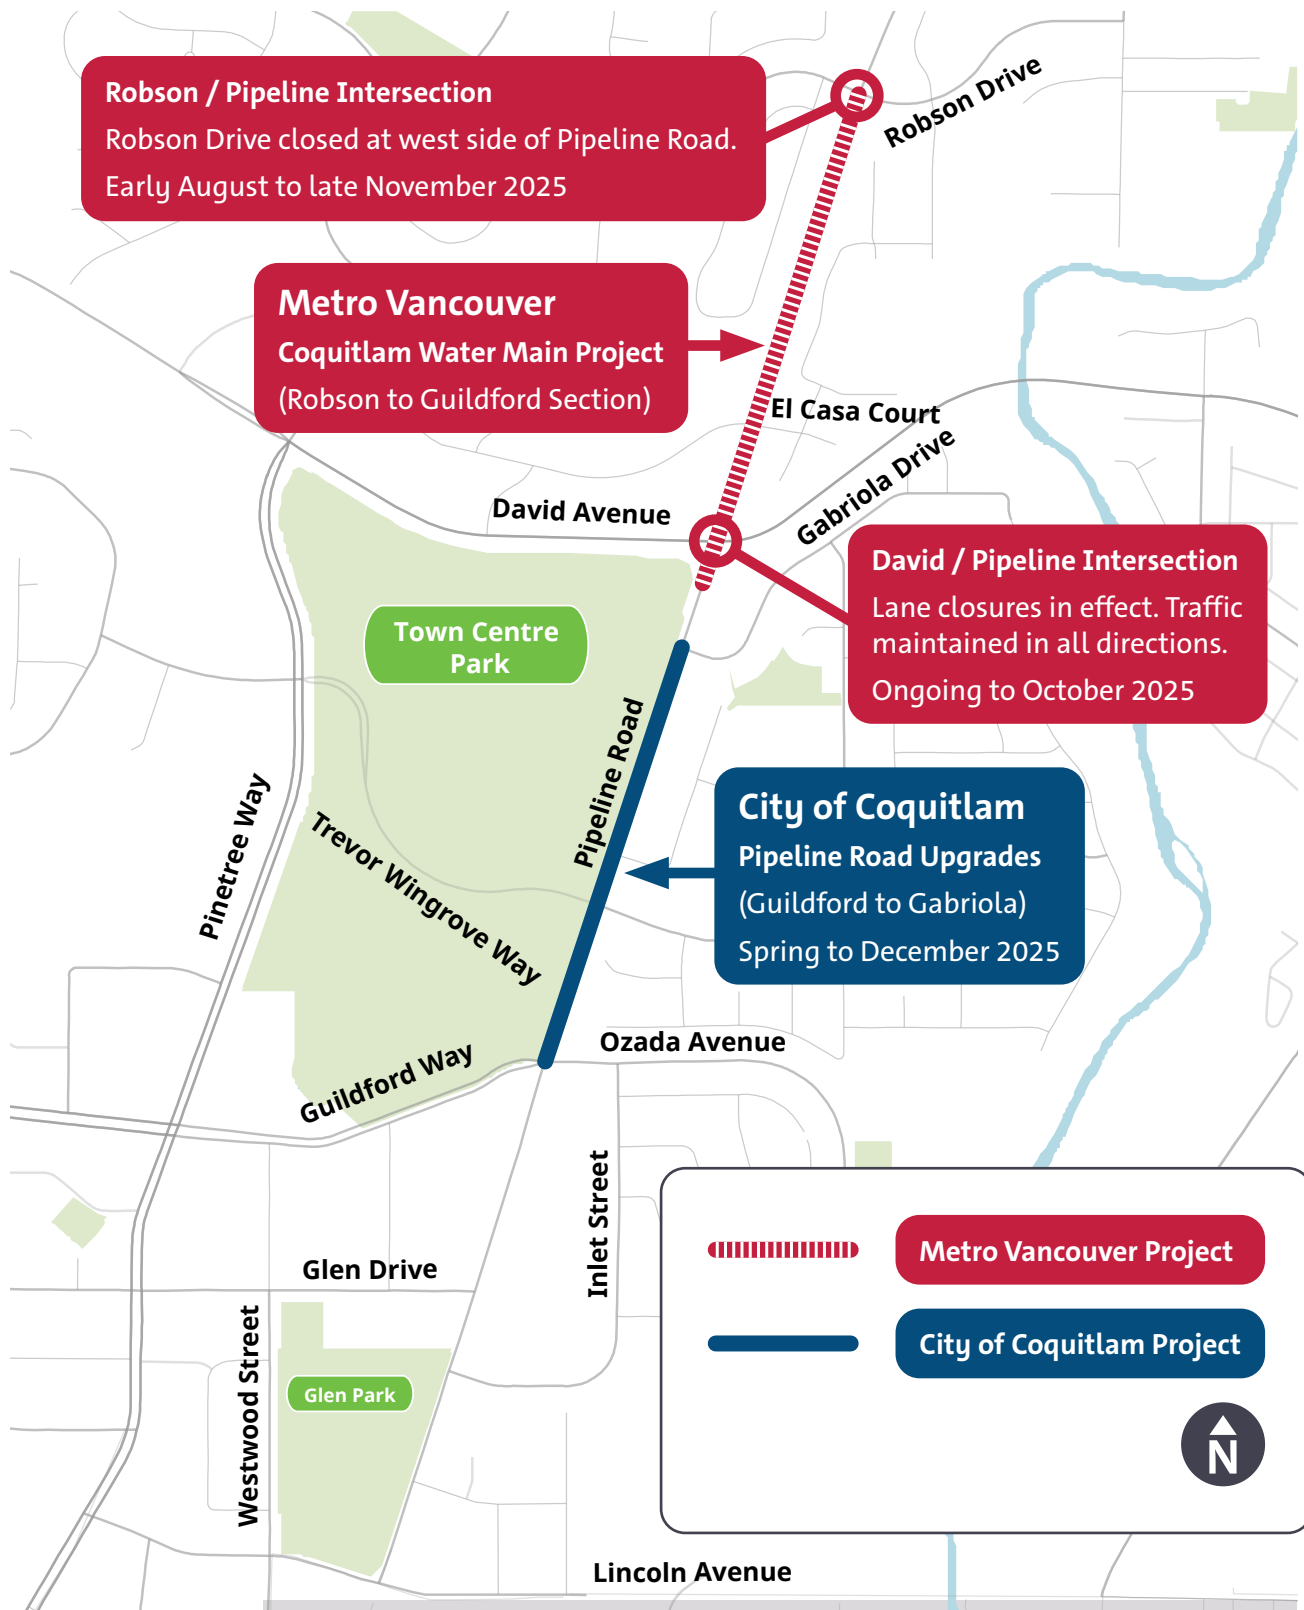 Robson / Pipeline Intersection
Robson Drive closed at west side of Pipeline Road.
Early August to late November 2025
Robson Drive
Metro Vancouver
Coquitlam Water Main Project
(Robson to Guildford Section)
El Casa Court
Gabriola Drive
David Avenue
David / Pipeline Intersection
Lane closures in effect. Traffic
maintained in all directions.
Ongoing to October 2025
Town Centre
Park
Pipeline Road
Pinetree Way
Trevor Wingrove Way
City of Coquitlam
Pipeline Road Upgrades
(Guildford to Gabriola)
Spring to December 2025
Ozada Avenue
Guildford Way
Inlet Street
Glen Drive
Westwood Street
Glen Park
Metro Vancouver Project
City of Coquitlam Project
N
Lincoln Avenue